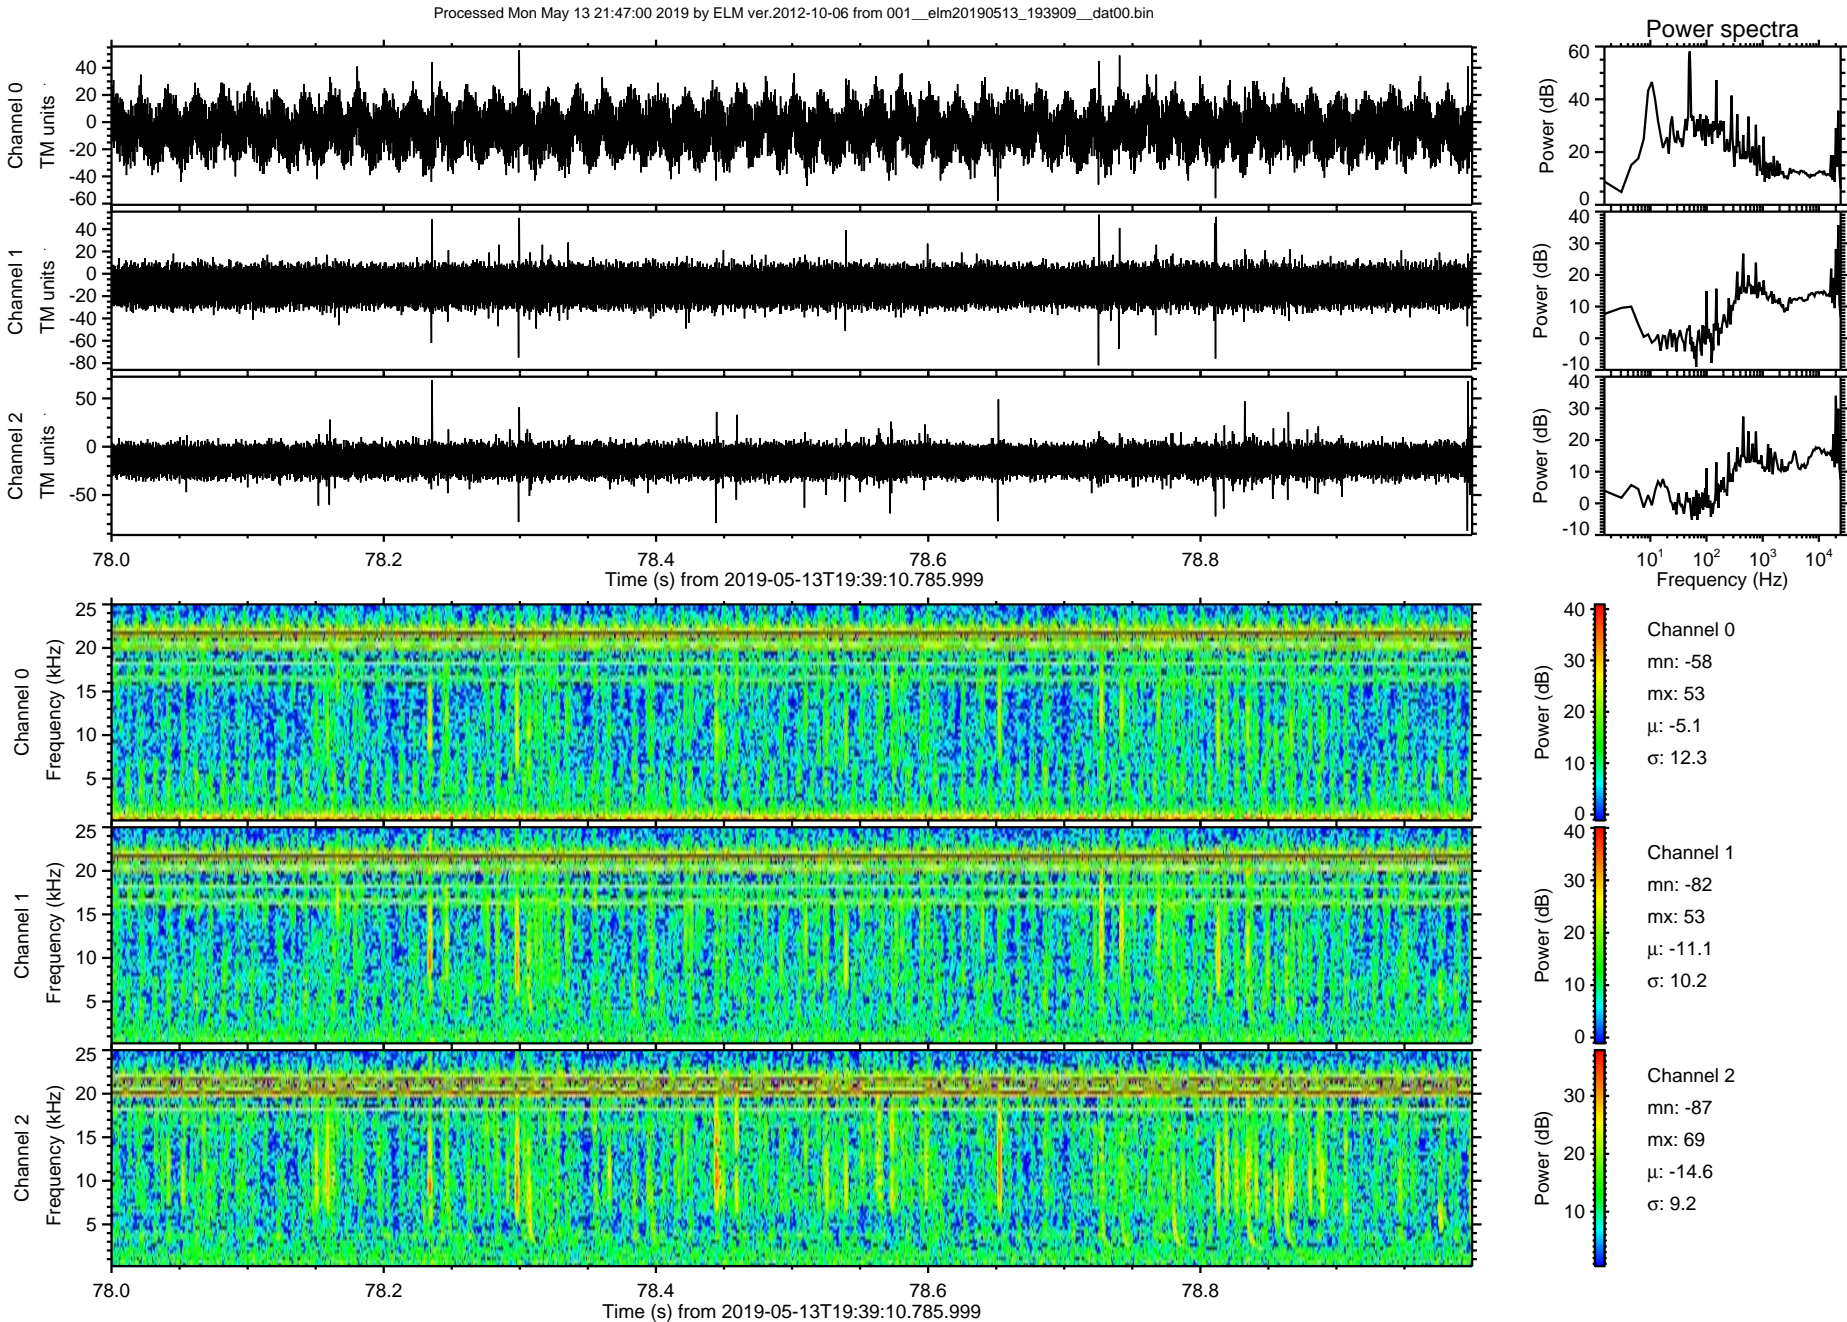 Processed Mon May 13 21:47:00 2019 by ELM ver.2012-10-06 from 001__elm20190513_193909__dat00.bin
Power spectra
Channel 0
TM units
40
20
0
-20
-40
-60
Power (dB)
60
40
20
0
Channel 1
TM units
40
20
0
-20
-40
-60
-80
Power (dB)
40
30
20
10
0
-10
Channel 2
TM units
50
0
-50
Power (dB)
40
30
20
10
0
-10
78.0 78.2 78.4 78.6 78.8
Time (s) from 2019-05-13T19:39:10.785.999
10^1 10^2 10^3 10^4
Frequency (Hz)
Channel 0
Frequency (kHz)
25
20
15
10
5
Power (dB)
40
30
20
10
0
Channel 0
mn: -58
mx: 53
μ: -5.1
σ: 12.3
Channel 1
Frequency (kHz)
25
20
15
10
5
Power (dB)
40
30
20
10
0
Channel 1
mn: -82
mx: 53
μ: -11.1
σ: 10.2
Channel 2
Frequency (kHz)
25
20
15
10
5
Power (dB)
30
20
10
Channel 2
mn: -87
mx: 69
μ: -14.6
σ: 9.2
78.0 78.2 78.4 78.6 78.8
Time (s) from 2019-05-13T19:39:10.785.999